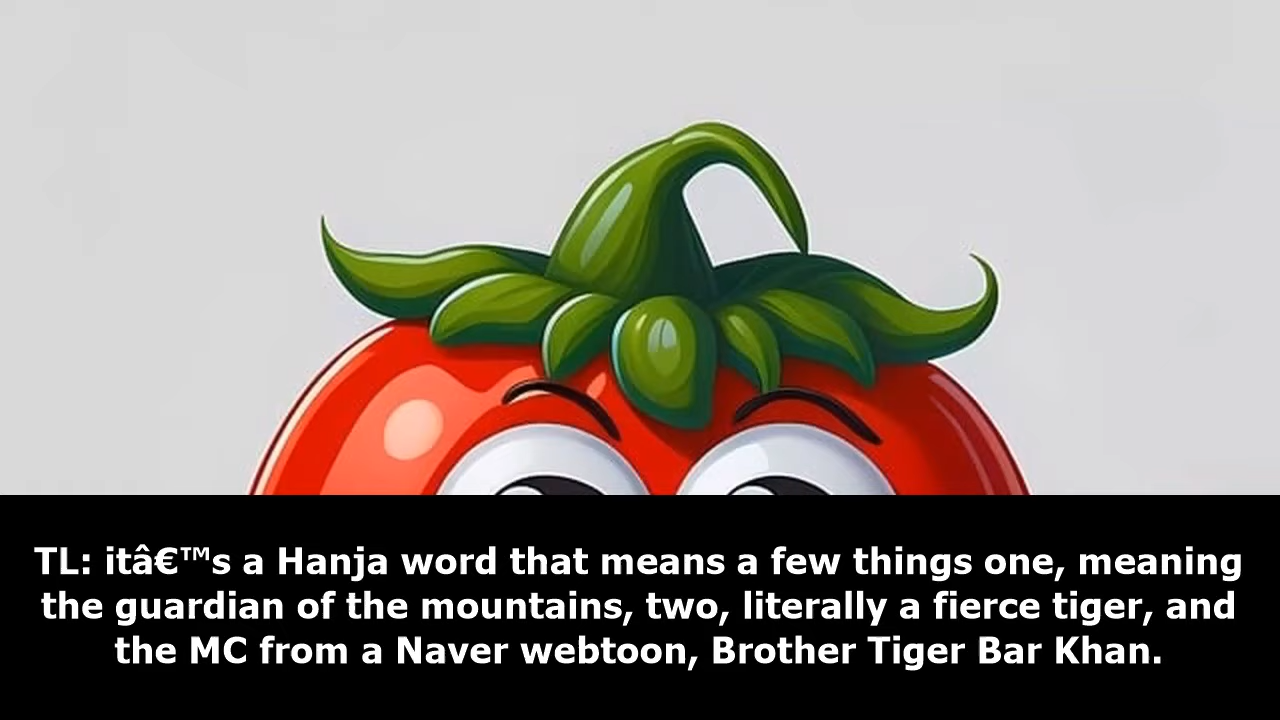 TL: itâ€™s a Hanja word that means a few things one, meaning
the guardian of the mountains, two, literally a fierce tiger, and
the MC from a Naver webtoon, Brother Tiger Bar Khan.